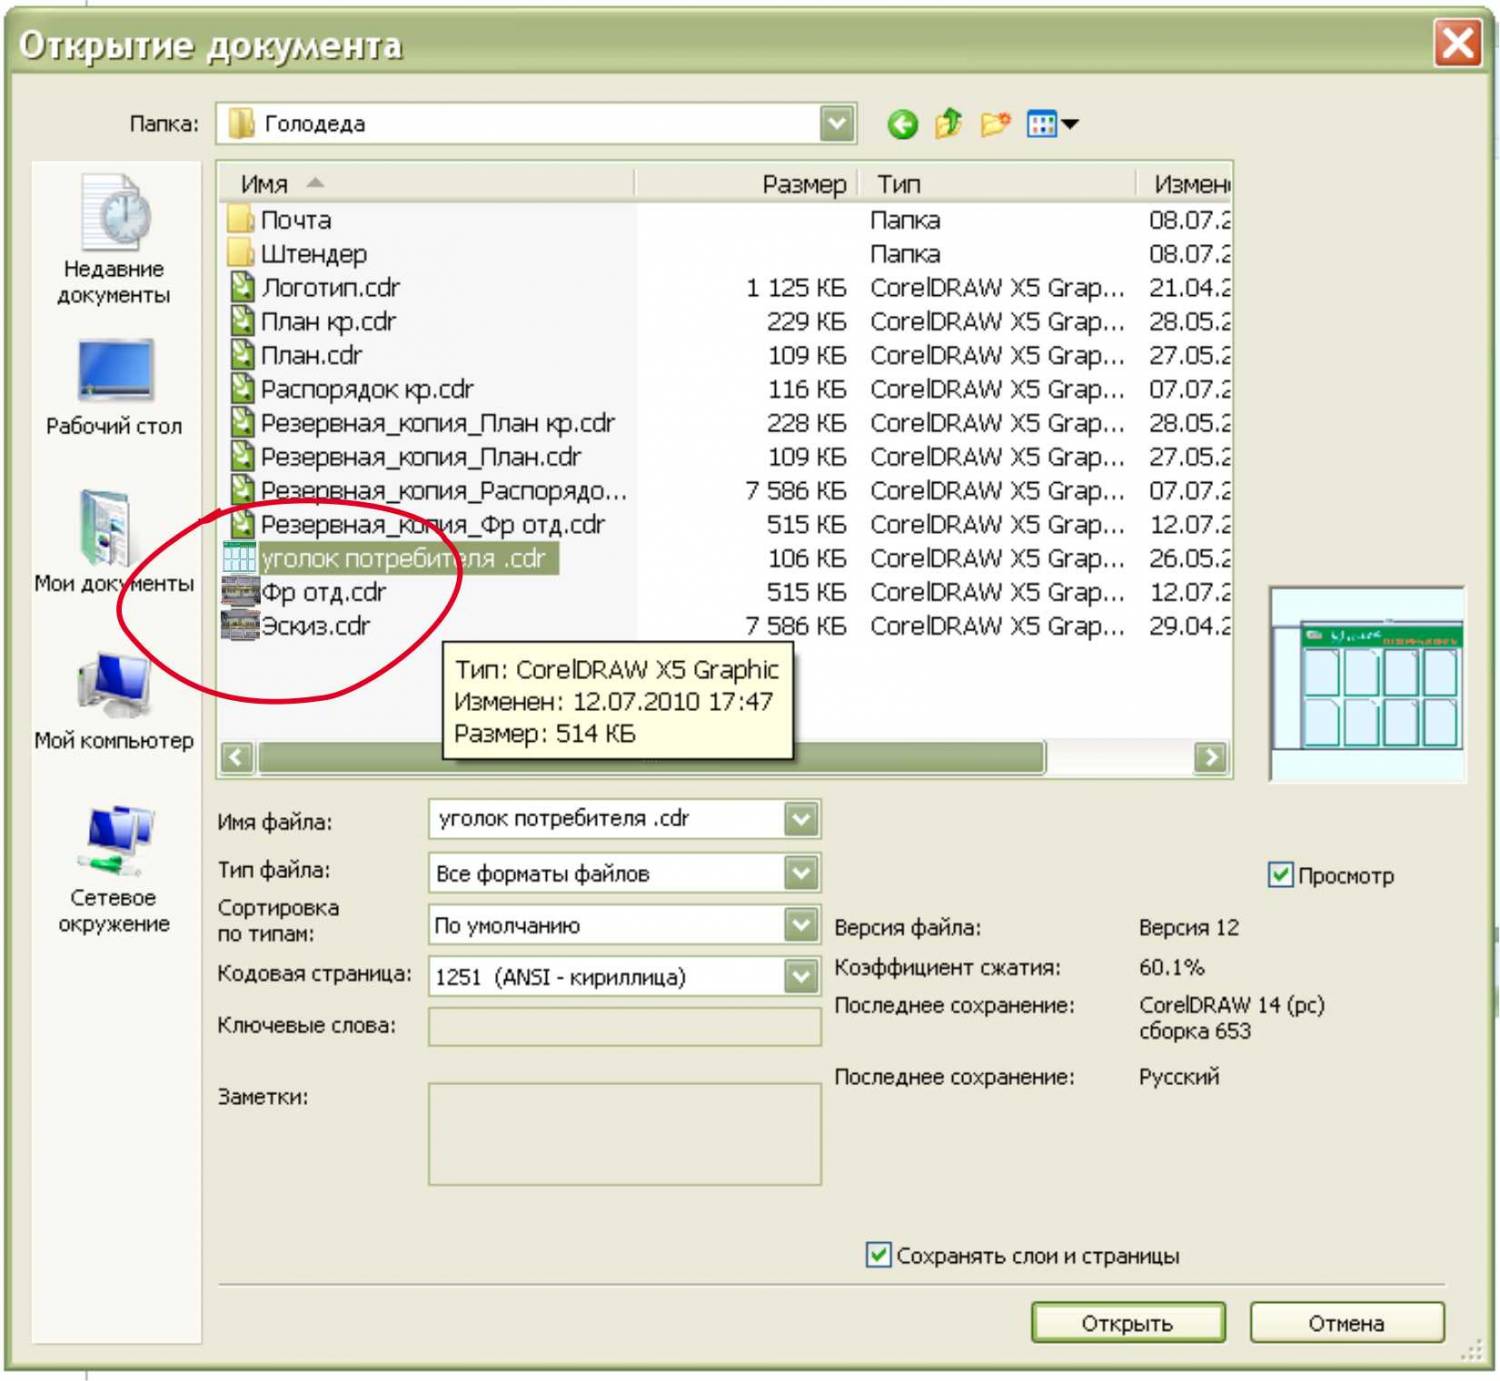 Открытие документа
Папка: Голодеда
Имя Размер Тип Измен
Почта Папка 08.07.2
Штендер Папка 08.07.2
Логотип.cdr 1 125 КБ CorelDRAW X5 Grap... 21.04.2
План кр.cdr 229 КБ CorelDRAW X5 Grap... 28.05.2
План.cdr 109 КБ CorelDRAW X5 Grap... 27.05.2
Распорядок кр.cdr 116 КБ CorelDRAW X5 Grap... 07.07.2
Резервная_копия_План кр.cdr 228 КБ CorelDRAW X5 Grap... 28.05.2
Резервная_копия_План.cdr 109 КБ CorelDRAW X5 Grap... 27.05.2
Резервная_копия_Распорядо... 7 586 КБ CorelDRAW X5 Grap... 07.07.2
Резервная_копия_Фр отд.cdr 515 КБ CorelDRAW X5 Grap... 12.07.2
уголок потребителя .cdr 106 КБ CorelDRAW X5 Grap... 26.05.2
Фр отд.cdr 515 КБ CorelDRAW X5 Grap... 12.07.2
Эскиз.cdr 7 586 КБ CorelDRAW X5 Grap... 29.04.2
Тип: CorelDRAW X5 Graphic
Изменен: 12.07.2010 17:47
Размер: 514 КБ
Недавние
документы
Рабочий стол
Мои документы
Мой компьютер
Сетевое
окружение
Имя файла: уголок потребителя .cdr
Тип файла: Все форматы файлов
Просмотр
Сортировка
по типам: По умолчанию
Кодовая страница: 1251 (ANSI - кириллица)
Ключевые слова:
Заметки:
Версия файла: Версия 12
Коэффициент сжатия: 60.1%
Последнее сохранение: CorelDRAW 14 (pc)
сборка 653
Последнее сохранение: Русский
Сохранять слои и страницы
Открыть Отмена